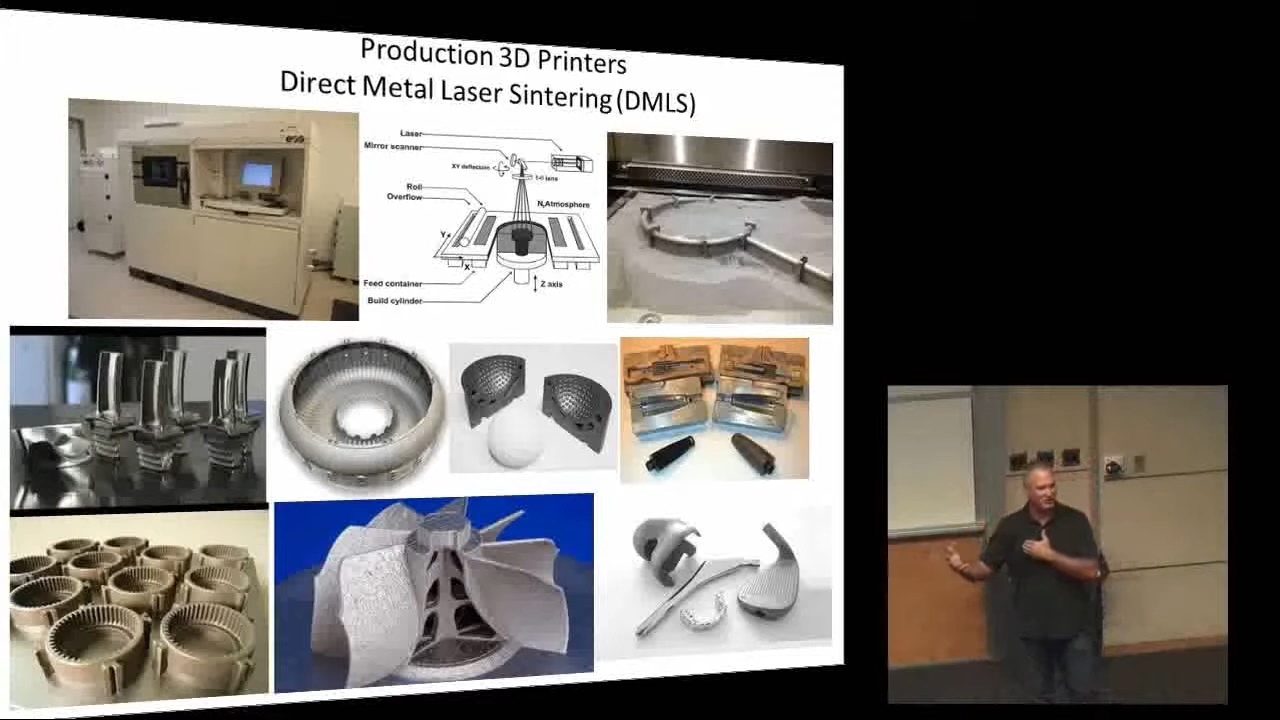 Production 3D Printers
Direct Metal Laser Sintering (DMLS)
Laser
Mirror scanner
XY deflection
f-θ lens
Roll
Overflow
N₂ Atmosphere
Y
X
Feed container
Z axis
Build cylinder